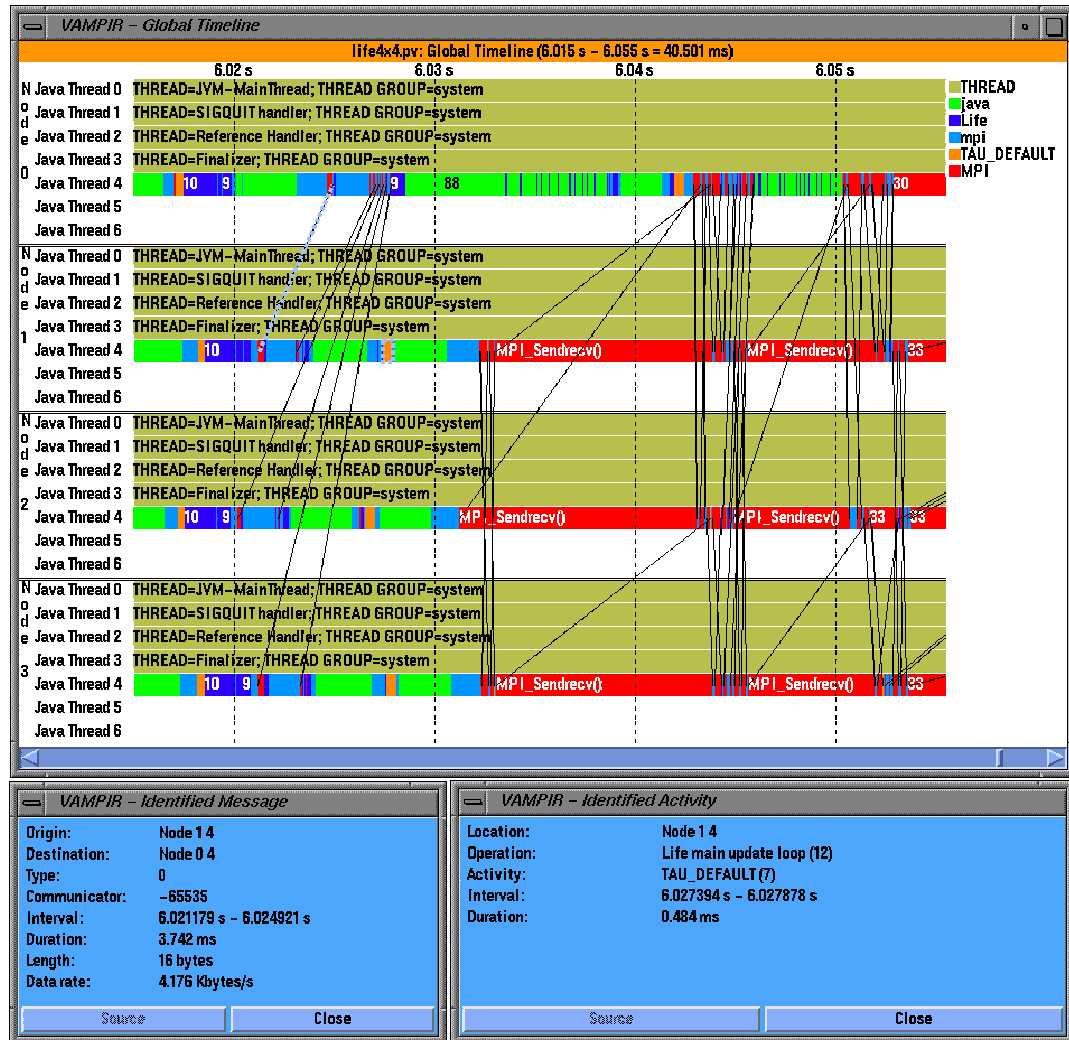 VAMPIR – Global Timeline
life4x4.pv: Global Timeline (6.015 s – 6.055 s = 40.501 ms)
6.02 s 6.03 s 6.04 s 6.05 s
Node 0
Java Thread 0 THREAD=JVM-MainThread; THREAD GROUP=system
Java Thread 1 THREAD=SIGQUIT handler; THREAD GROUP=system
Java Thread 2 THREAD=Reference Handler; THREAD GROUP=system
Java Thread 3 THREAD=Finalizer; THREAD GROUP=system
Java Thread 4 10 9 9 88 30
Java Thread 5
Java Thread 6
THREAD
java
Life
mpi
TAU_DEFAULT
MPI
Node 1
Java Thread 0 THREAD=JVM-MainThread; THREAD GROUP=system
Java Thread 1 THREAD=SIGQUIT handler; THREAD GROUP=system
Java Thread 2 THREAD=Reference Handler; THREAD GROUP=system
Java Thread 3 THREAD=Finalizer; THREAD GROUP=system
Java Thread 4 10 MPI_Sendrecv() MPI_Sendrecv() 33
Java Thread 5
Java Thread 6
Node 2
Java Thread 0 THREAD=JVM-MainThread; THREAD GROUP=system
Java Thread 1 THREAD=SIGQUIT handler; THREAD GROUP=system
Java Thread 2 THREAD=Reference Handler; THREAD GROUP=system
Java Thread 3 THREAD=Finalizer; THREAD GROUP=system
Java Thread 4 10 9 MPI_Sendrecv() MPI_Sendrecv() 33 33
Java Thread 5
Java Thread 6
Node 3
Java Thread 0 THREAD=JVM-MainThread; THREAD GROUP=system
Java Thread 1 THREAD=SIGQUIT handler; THREAD GROUP=system
Java Thread 2 THREAD=Reference Handler; THREAD GROUP=system
Java Thread 3 THREAD=Finalizer; THREAD GROUP=system
Java Thread 4 10 9 MPI_Sendrecv() MPI_Sendrecv() 33
Java Thread 5
Java Thread 6
VAMPIR – Identified Message
Origin: Node 1 4
Destination: Node 0 4
Type: 0
Communicator: -65535
Interval: 6.021179 s – 6.024921 s
Duration: 3.742 ms
Length: 16 bytes
Data rate: 4.176 Kbytes/s
Source Close
VAMPIR – Identified Activity
Location: Node 1 4
Operation: Life main update loop (12)
Activity: TAU_DEFAULT (7)
Interval: 6.027394 s – 6.027878 s
Duration: 0.484 ms
Source Close